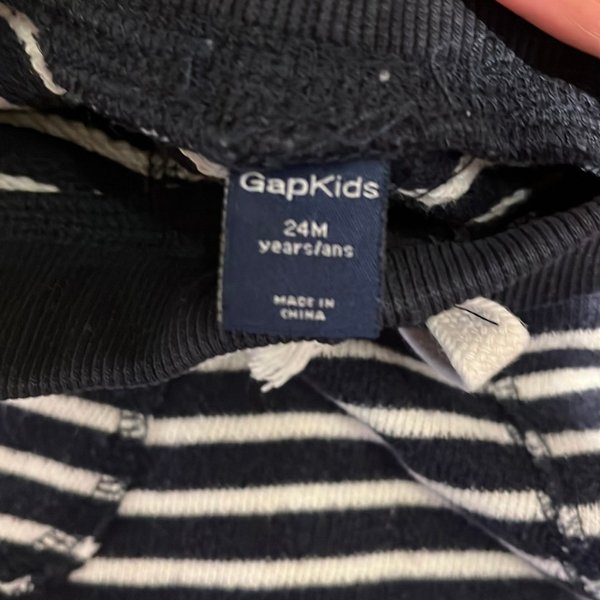 GapKids
24M
years/ans
MADE IN
CHINA